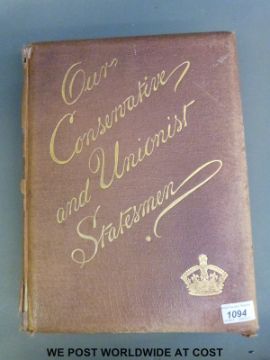 Our
Conservative
and Unionist
Statesmen.
1094
WE POST WORLDWIDE AT COST